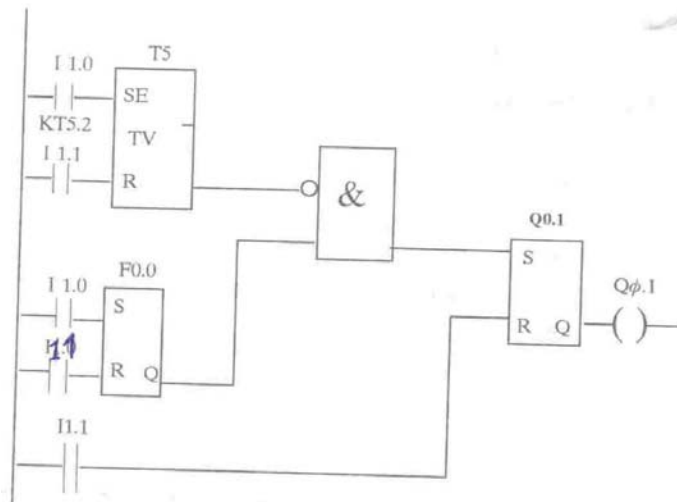 T5
I 1.0
SE
KT5.2
TV
I 1.1
R
&
Q0.1
S
Qφ.1
R Q
F0.0
I 1.0
S
11
R Q
I1.1